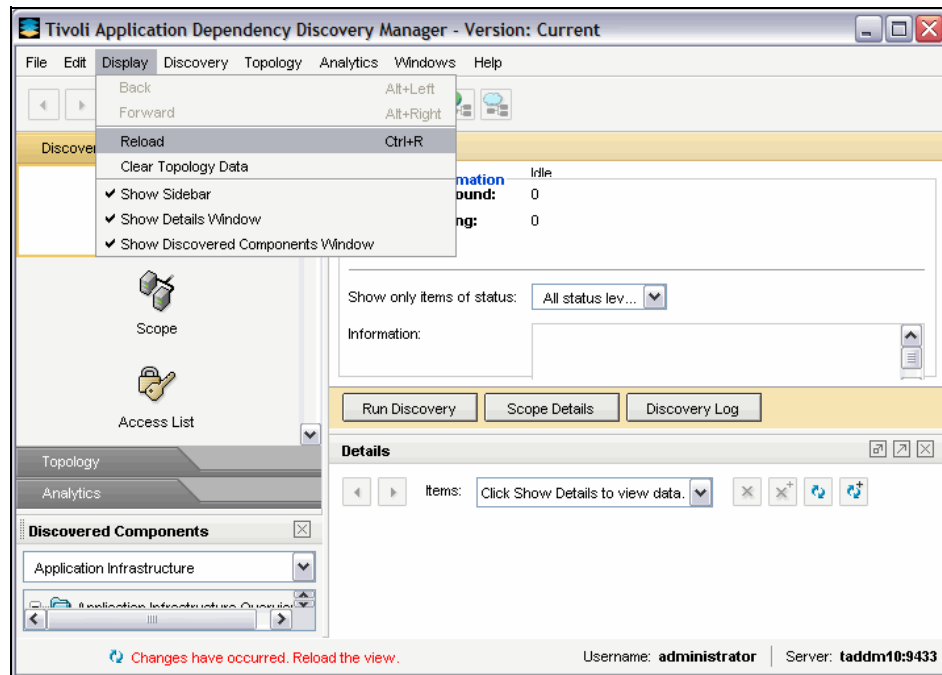 Tivoli Application Dependency Discovery Manager - Version: Current
File Edit Display Discovery Topology Analytics Windows Help
Back Alt+Left
Forward Alt+Right
Reload Ctrl+R
Clear Topology Data
Show Sidebar
Show Details Window
Show Discovered Components Window
Idle
0
0
Scope
Access List
Topology
Analytics
Show only items of status: All status lev...
Information:
Run Discovery Scope Details Discovery Log
Details
Items: Click Show Details to view data.
Discovered Components
Application Infrastructure
Changes have occurred. Reload the view.
Username: administrator Server: taddm10:9433